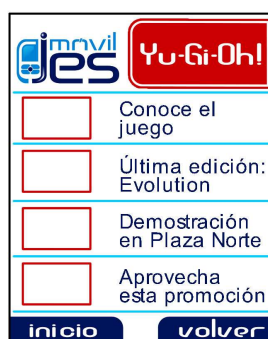 jmovil
jes
Yu-Gi-Oh!
Conoce el
juego
Última edición:
Evolution
Demostración
en Plaza Norte
Aprovecha
esta promoción
inicio
volver